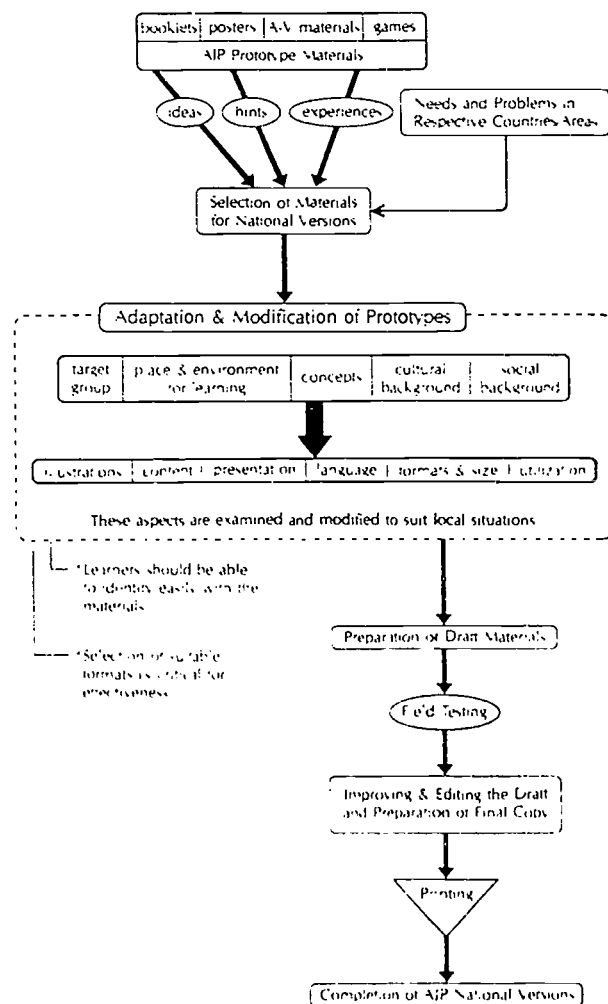 booklets posters A-V materials games
AJP Prototype Materials
ideas hints experiences
Needs and Problems in
Respective Countries Areas
Selection of Materials
for National Versions
Adaptation & Modification of Prototypes
target group
place & environment for learning
concepts
cultural background
social background
illustrations content presentation language formats & size utilization
These aspects are examined and modified to suit local situations
*Learners should be able
to identify easily with the
materials
*Selection of suitable
formats is critical for
effectiveness
Preparation of Draft Materials
Field Testing
Improving & Editing the Draft
and Preparation of Final Copy
Printing
Completion of AJP National Versions